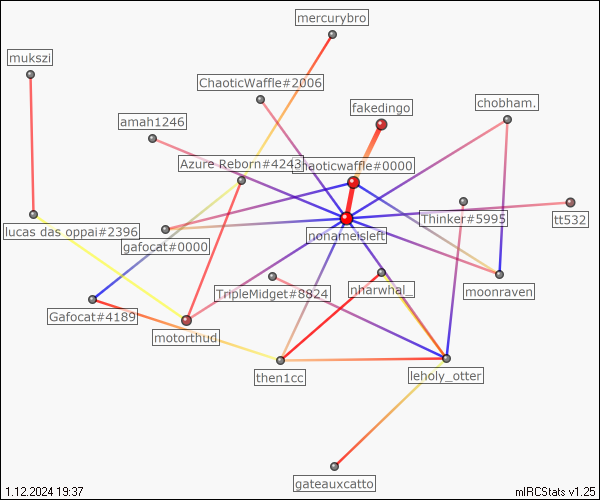 mercurybro
mukszi
ChaoticWaffle#2006
fakedingo
chobham.
amah1246
Azure Reborn#4243
haoticwaffle#0000
Thinker#5995
tt532
lucas das oppai#2396
gafocat#0000
nonameisleft
TripleMidget#8824
nharwhal_
moonraven
Gafocat#4189
motorthud
then1cc
leholy_otter
gateauxcatto
1.12.2024 19:37
mIRCStats v1.25